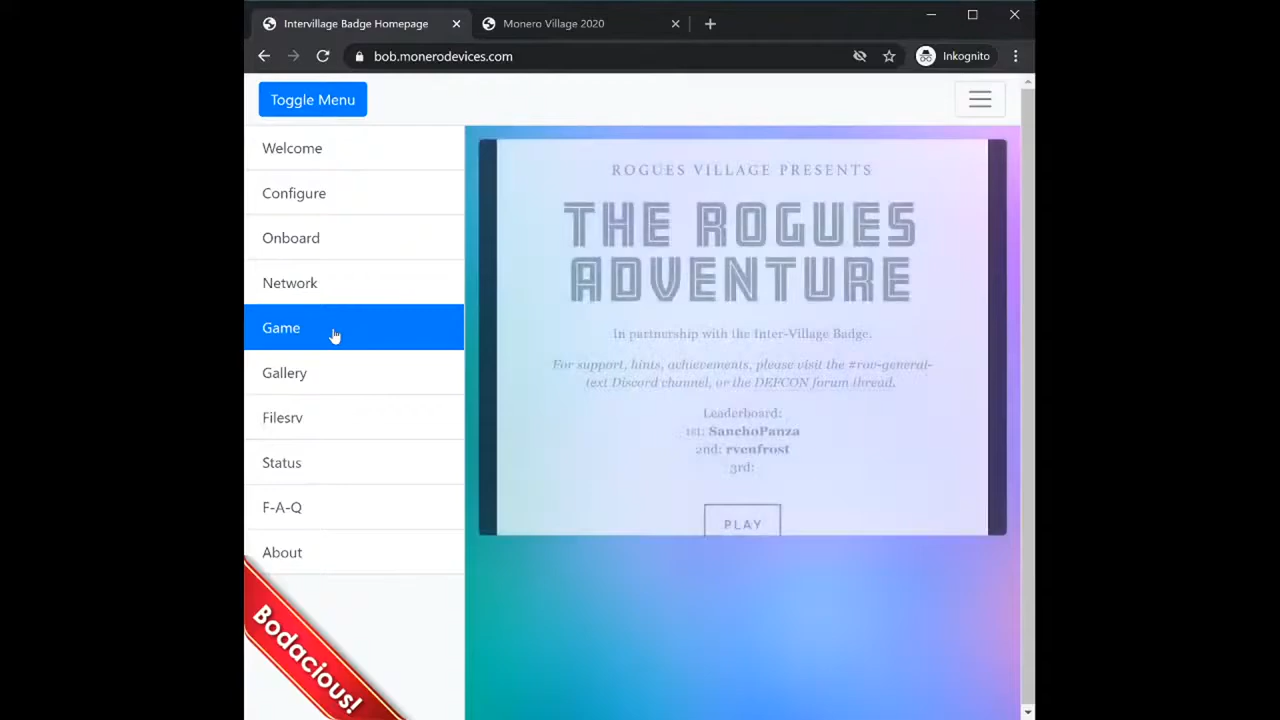 Intervillage Badge Homepage
Monero Village 2020
bob.monerodevices.com
Inkognito
Toggle Menu
Welcome
Configure
Onboard
Network
Game
Gallery
Filesrv
Status
F-A-Q
About
Bodacious!
ROGUES VILLAGE PRESENTS
THE ROGUES
ADVENTURE
In partnership with the Inter-Village Badge.
For support, hints, achievements, please visit the #rov-general-
text Discord channel, or the DEFCON forum thread.
Leaderboard:
1st: SanchoPanza
2nd: rvenfrost
3rd:
PLAY